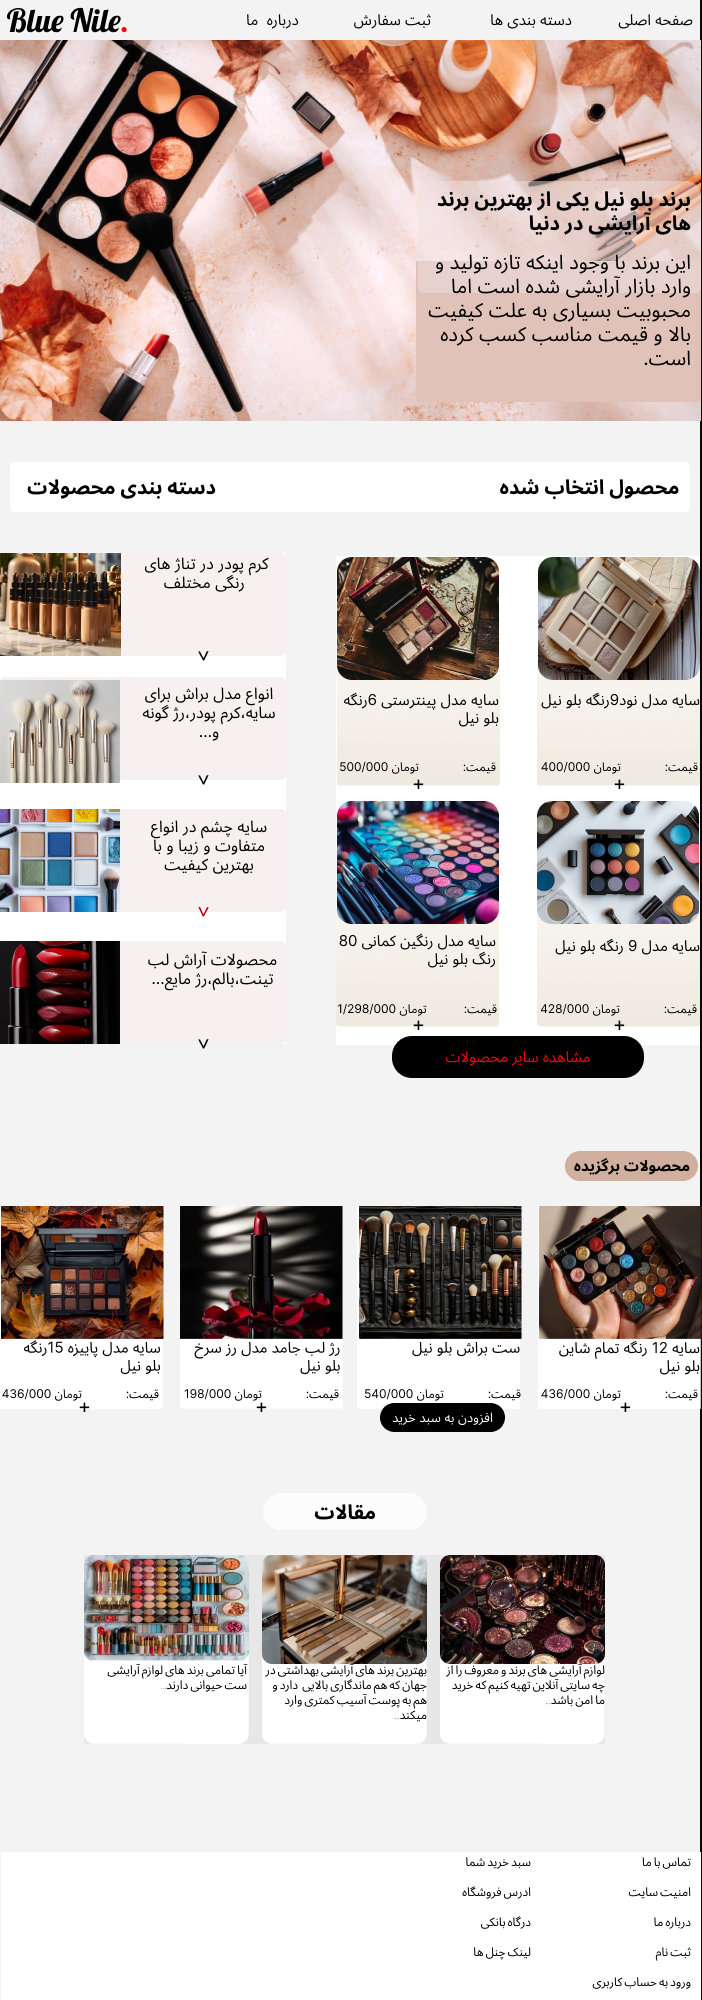 Blue Nile.
صفحه اصلی
دسته بندی ها
ثبت سفارش
درباره ما
برند بلو نیل یکی از بهترین برند
های آرایشی در دنیا
این برند با وجود اینکه تازه تولید و
وارد بازار آرایشی شده است اما
محبوبیت بسیاری به علت کیفیت
بالا و قیمت مناسب کسب کرده
است.
محصول انتخاب شده
دسته بندی محصولات
سایه مدل نود9رنگه بلو نیل
قیمت:
400/000 تومان
+
سایه مدل پینترستی 6رنگه
بلو نیل
قیمت:
500/000 تومان
+
سایه مدل 9 رنگه بلو نیل
قیمت:
428/000 تومان
+
سایه مدل رنگین کمانی 80
رنگ بلو نیل
قیمت:
1/298/000 تومان
+
مشاهده سایر محصولات
کرم پودر در تناژ های
رنگی مختلف
انواع مدل براش برای
سایه،کرم پودر،رژ گونه
و...
سایه چشم در انواع
متفاوت و زیبا و با
بهترین کیفیت
محصولات آراش لب
تینت،بالم،رژ مایع...
محصولات برگزیده
سایه 12 رنگه تمام شاین
بلو نیل
قیمت:
436/000 تومان
+
ست براش بلو نیل
قیمت:
540/000 تومان
افزودن به سبد خرید
رژ لب جامد مدل رز سرخ
بلو نیل
قیمت:
198/000 تومان
+
سایه مدل پاییزه 15رنگه
بلو نیل
قیمت:
436/000 تومان
+
مقالات
لوازم آرایشی های برند و معروف را از
چه سایتی آنلاین تهیه کنیم که خرید
ما امن باشد...
بهترین برند های آرایشی بهداشتی در
جهان که هم ماندگاری بالایی دارد و
هم به پوست آسیب کمتری وارد
میکند...
آیا تمامی برند های لوازم آرایشی
ست حیوانی دارند...
تماس با ما
امنیت سایت
درباره ما
ثبت نام
ورود به حساب کاربری
سبد خرید شما
ادرس فروشگاه
درگاه بانکی
لینک چنل ها